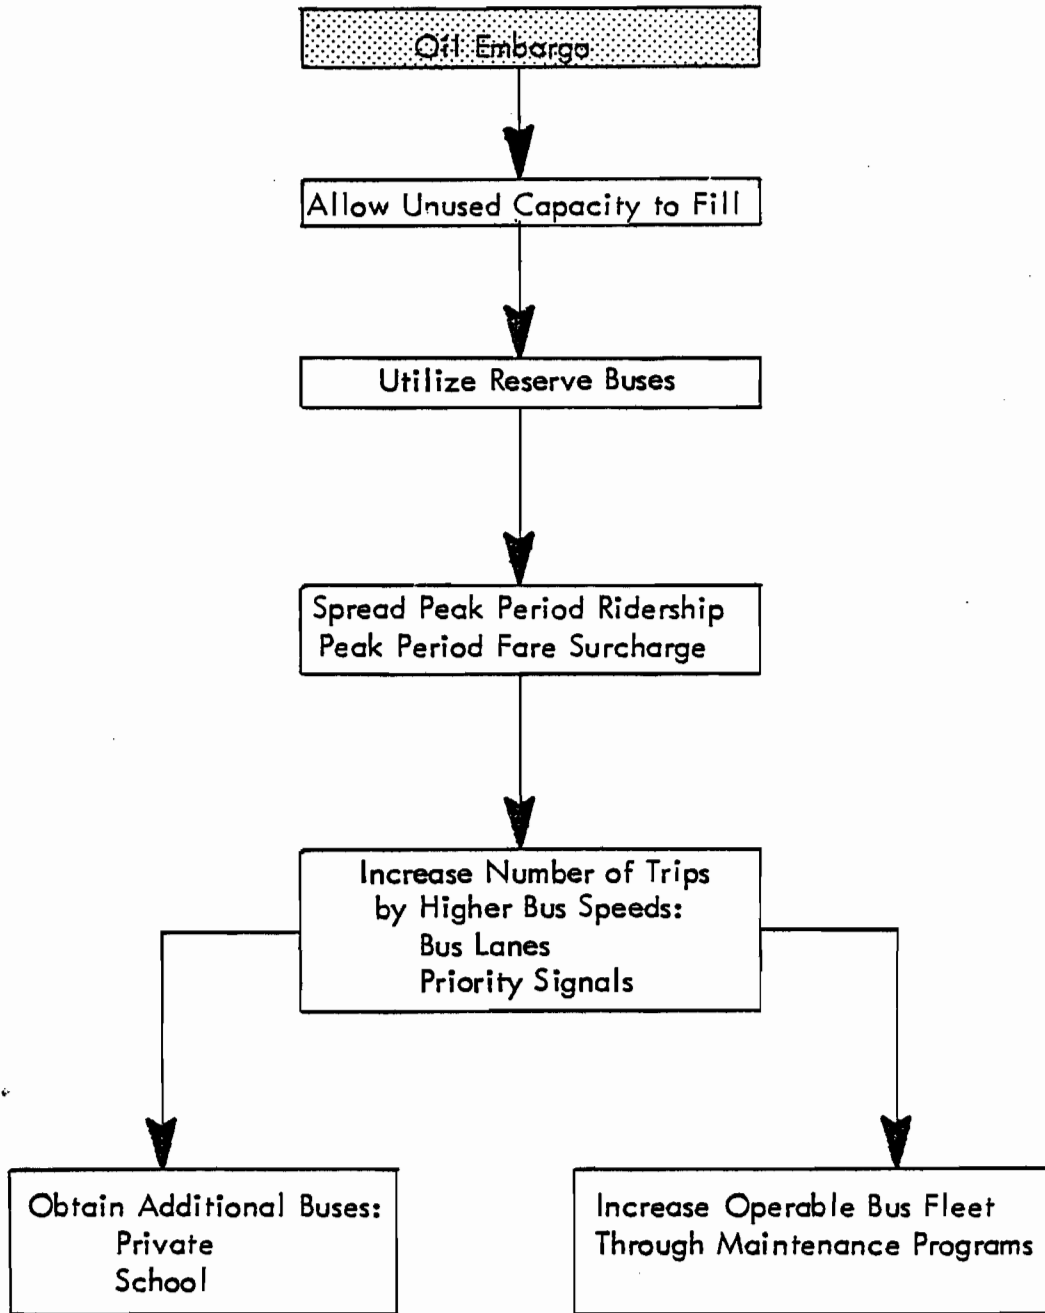 Oil Embargo
Allow Unused Capacity to Fill
Utilize Reserve Buses
Spread Peak Period Ridership
Peak Period Fare Surcharge
Increase Number of Trips
by Higher Bus Speeds:
Bus Lanes
Priority Signals
Obtain Additional Buses:
Private
School
Increase Operable Bus Fleet
Through Maintenance Programs